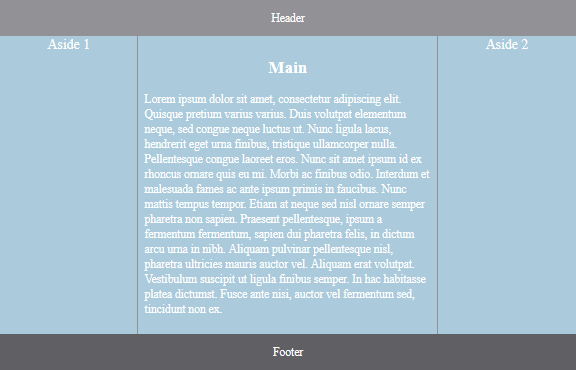 Header
Aside 1
Main
Lorem ipsum dolor sit amet, consectetur adipiscing elit.
Quisque pretium varius varius. Duis volutpat elementum
neque, sed congue neque luctus ut. Nunc ligula lacus,
hendrerit eget urna finibus, tristique ullamcorper nulla.
Pellentesque congue laoreet eros. Nunc sit amet ipsum id ex
rhoncus ornare quis eu mi. Morbi ac finibus odio. Interdum et
malesuada fames ac ante ipsum primis in faucibus. Nunc
mattis tempus tempor. Etiam at neque sed nisl ornare semper
pharetra non sapien. Praesent pellentesque, ipsum a
fermentum fermentum, sapien dui pharetra felis, in dictum
arcu urna in nibh. Aliquam pulvinar pellentesque nisl,
pharetra ultricies mauris auctor vel. Aliquam erat volutpat.
Vestibulum suscipit ut ligula finibus semper. In hac habitasse
platea dictumst. Fusce ante nisi, auctor vel fermentum sed,
tincidunt non ex.
Aside 2
Footer